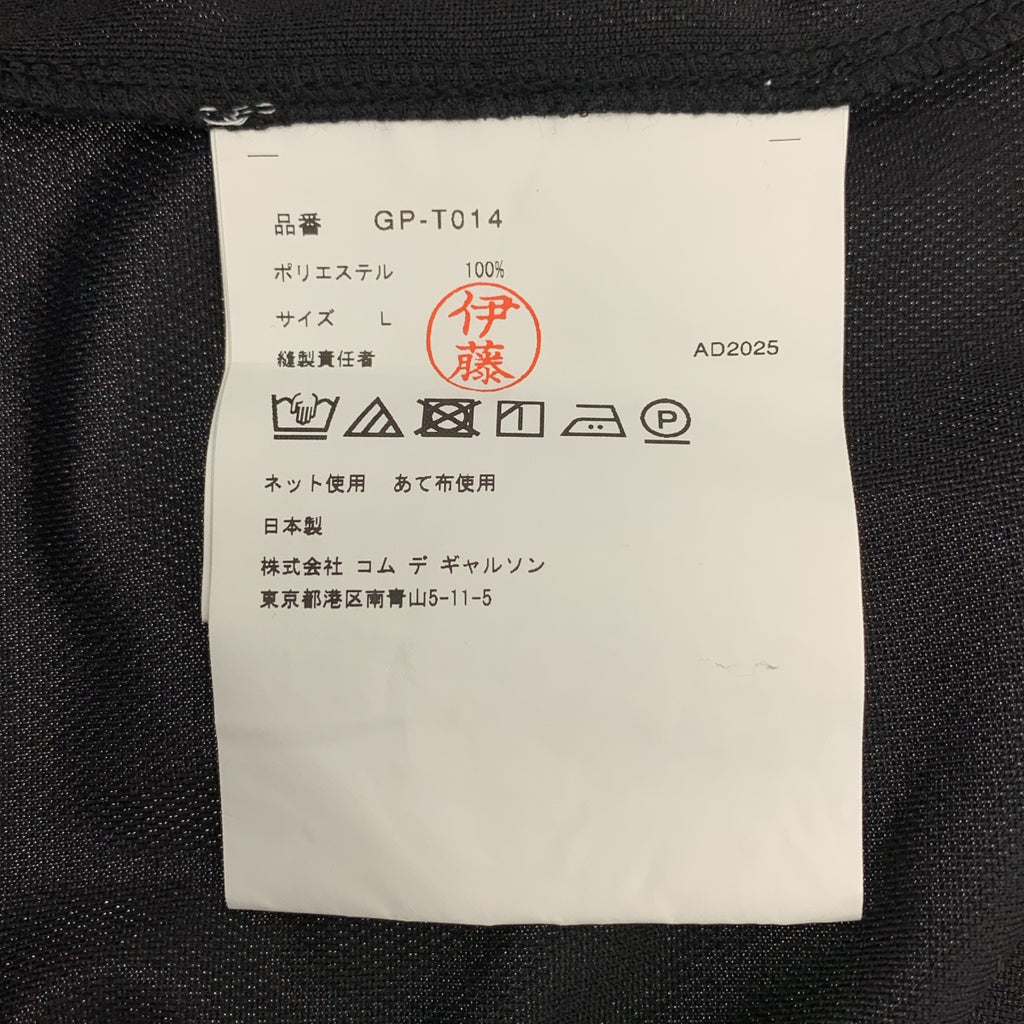 品番 GP-T014
ポリエステル 100%
サイズ L
縫製責任者 伊藤
AD2025
P
ネット使用 あて布使用
日本製
株式会社 コム デ ギャルソン
東京都港区南青山5-11-5